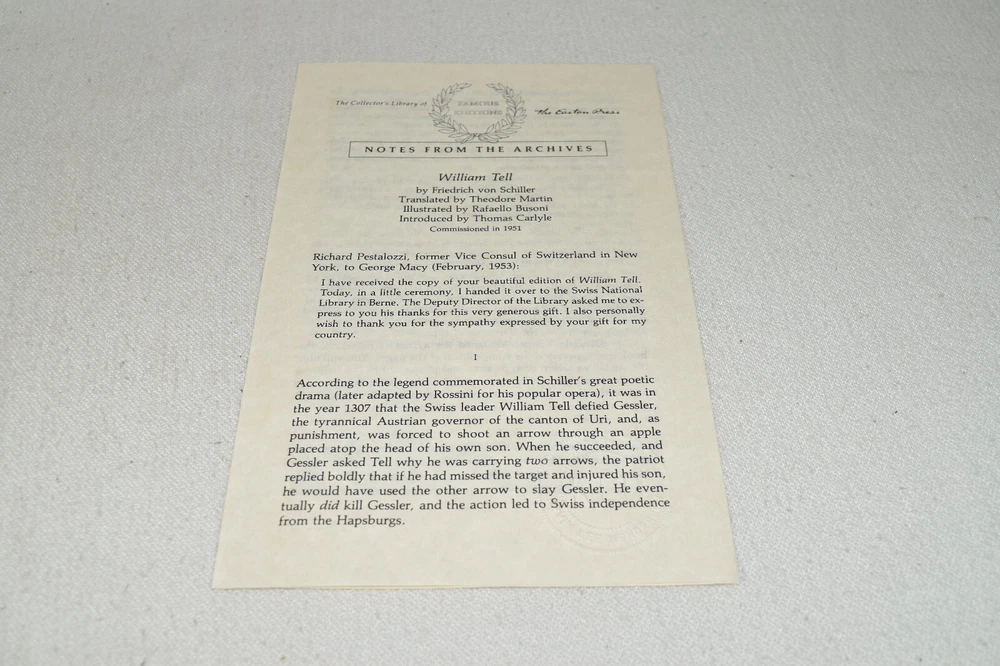 The Collector's Library of
FAMOUS
EDITIONS
The Easton Press
NOTES FROM THE ARCHIVES
William Tell
by Friedrich von Schiller
Translated by Theodore Martin
Illustrated by Rafaello Busoni
Introduced by Thomas Carlyle
Commissioned in 1951
Richard Pestalozzi, former Vice Consul of Switzerland in New
York, to George Macy (February, 1953):
I have received the copy of your beautiful edition of William Tell.
Today, in a little ceremony, I handed it over to the Swiss National
Library in Berne. The Deputy Director of the Library asked me to ex-
press to you his thanks for this very generous gift. I also personally
wish to thank you for the sympathy expressed by your gift for my
country.
1
According to the legend commemorated in Schiller's great poetic
drama (later adapted by Rossini for his popular opera), it was in
the year 1307 that the Swiss leader William Tell defied Gessler,
the tyrannical Austrian governor of the canton of Uri, and, as
punishment, was forced to shoot an arrow through an apple
placed atop the head of his own son. When he succeeded, and
Gessler asked Tell why he was carrying two arrows, the patriot
replied boldly that if he had missed the target and injured his son,
he would have used the other arrow to slay Gessler. He even-
tually did kill Gessler, and the action led to Swiss independence
from the Hapsburgs.